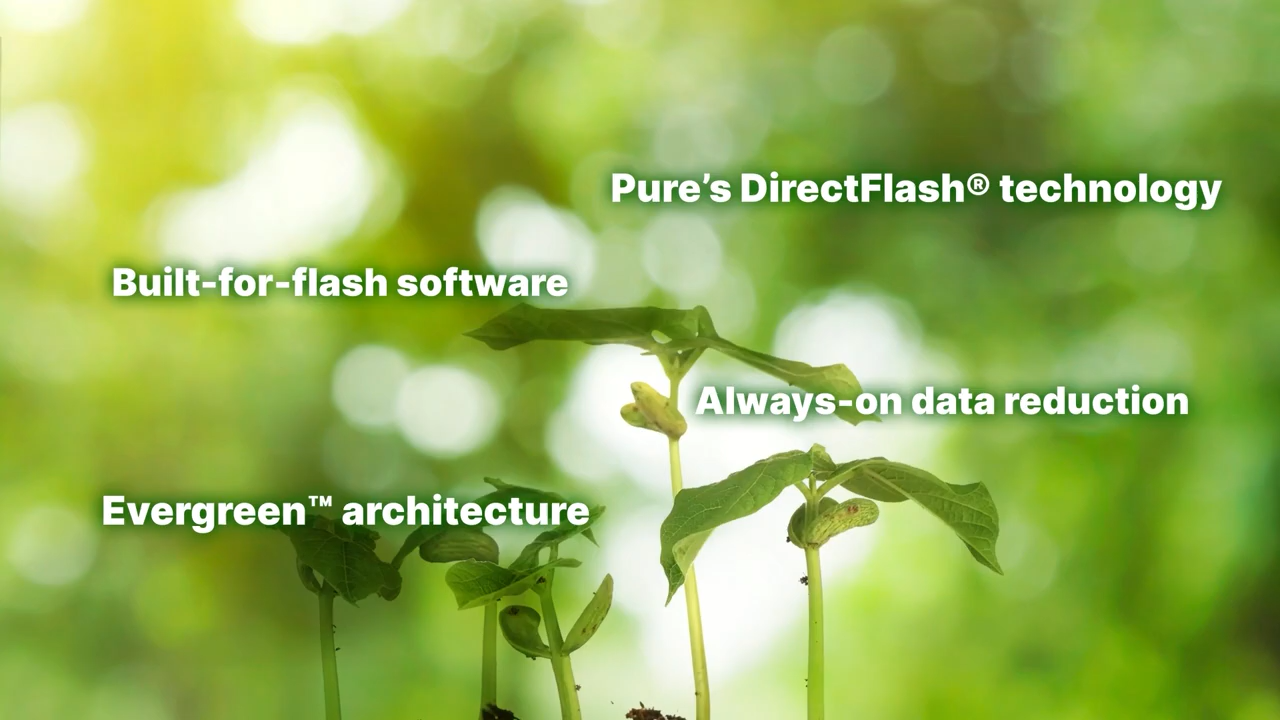 Pure’s DirectFlash® technology
Built-for-flash software
Always-on data reduction
Evergreen™ architecture